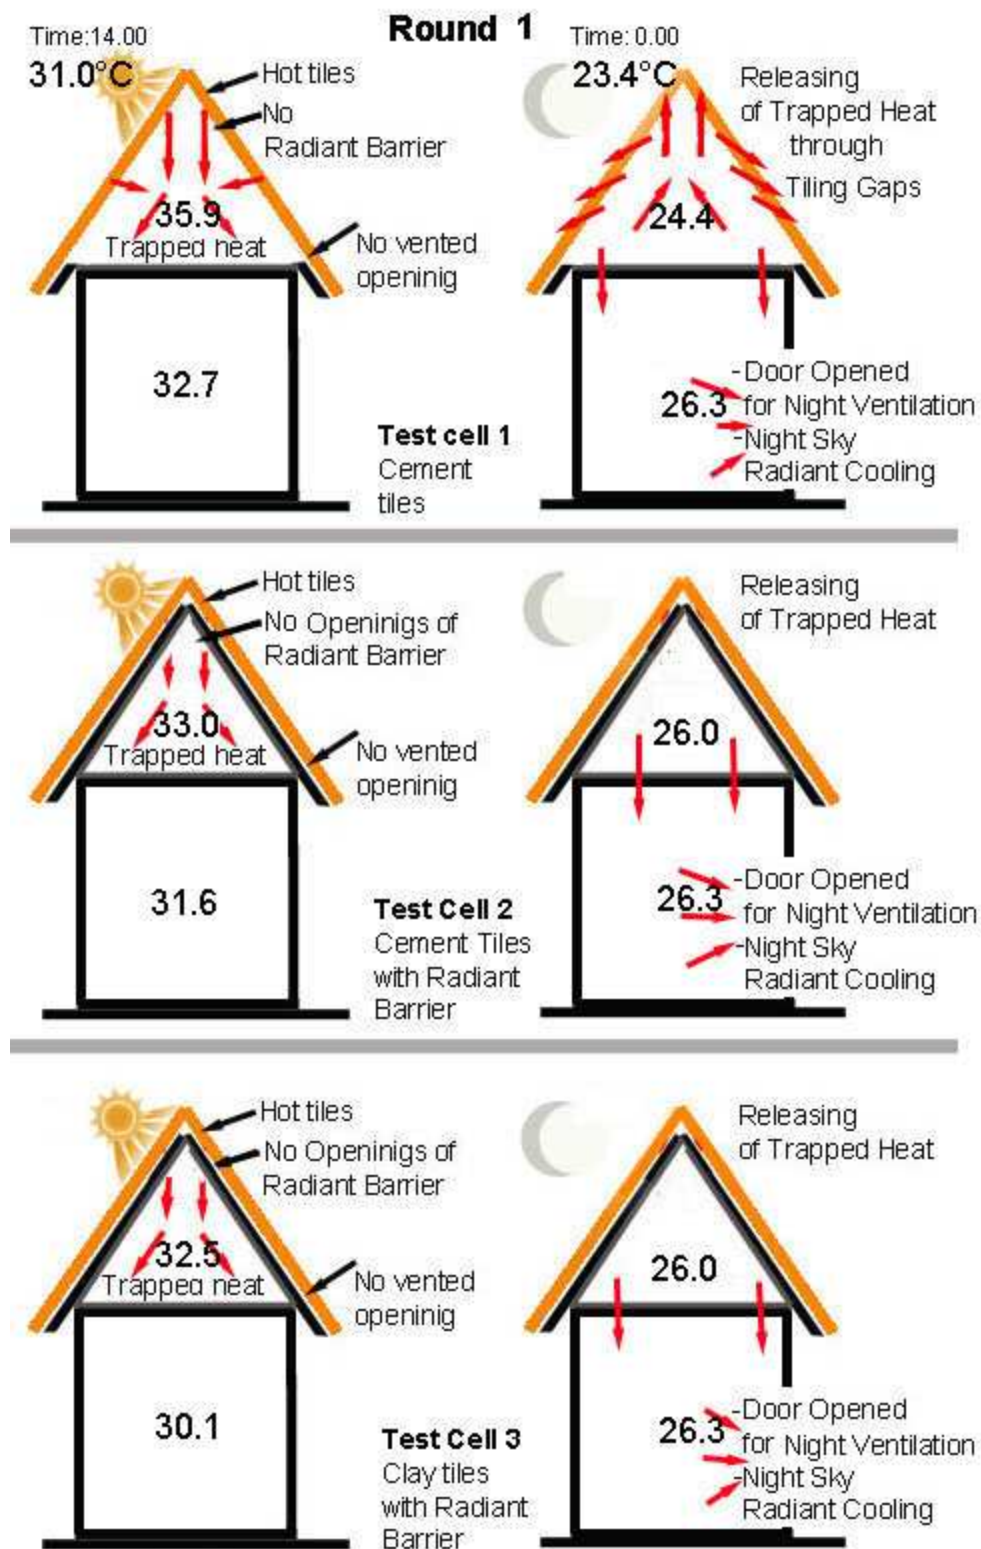 Round 1
Time:14.00
31.0°C
Hot tiles
No
Radiant Barrier
35.9
Trapped heat
No vented
openinig
32.7
Test cell 1
Cement
tiles
Time: 0.00
23.4°C
Releasing
of Trapped Heat
through
Tiling Gaps
24.4
26.3
-Door Opened
for Night Ventilation
-Night Sky
Radiant Cooling
Hot tiles
No Openinigs of
Radiant Barrier
33.0
Trapped heat
No vented
openinig
31.6
Test Cell 2
Cement Tiles
with Radiant
Barrier
Releasing
of Trapped Heat
26.0
26.3
-Door Opened
for Night Ventilation
-Night Sky
Radiant Cooling
Hot tiles
No Openinigs of
Radiant Barrier
32.5
Trapped heat
No vented
openinig
30.1
Test Cell 3
Clay tiles
with Radiant
Barrier
Releasing
of Trapped Heat
26.0
26.3
-Door Opened
for Night Ventilation
-Night Sky
Radiant Cooling